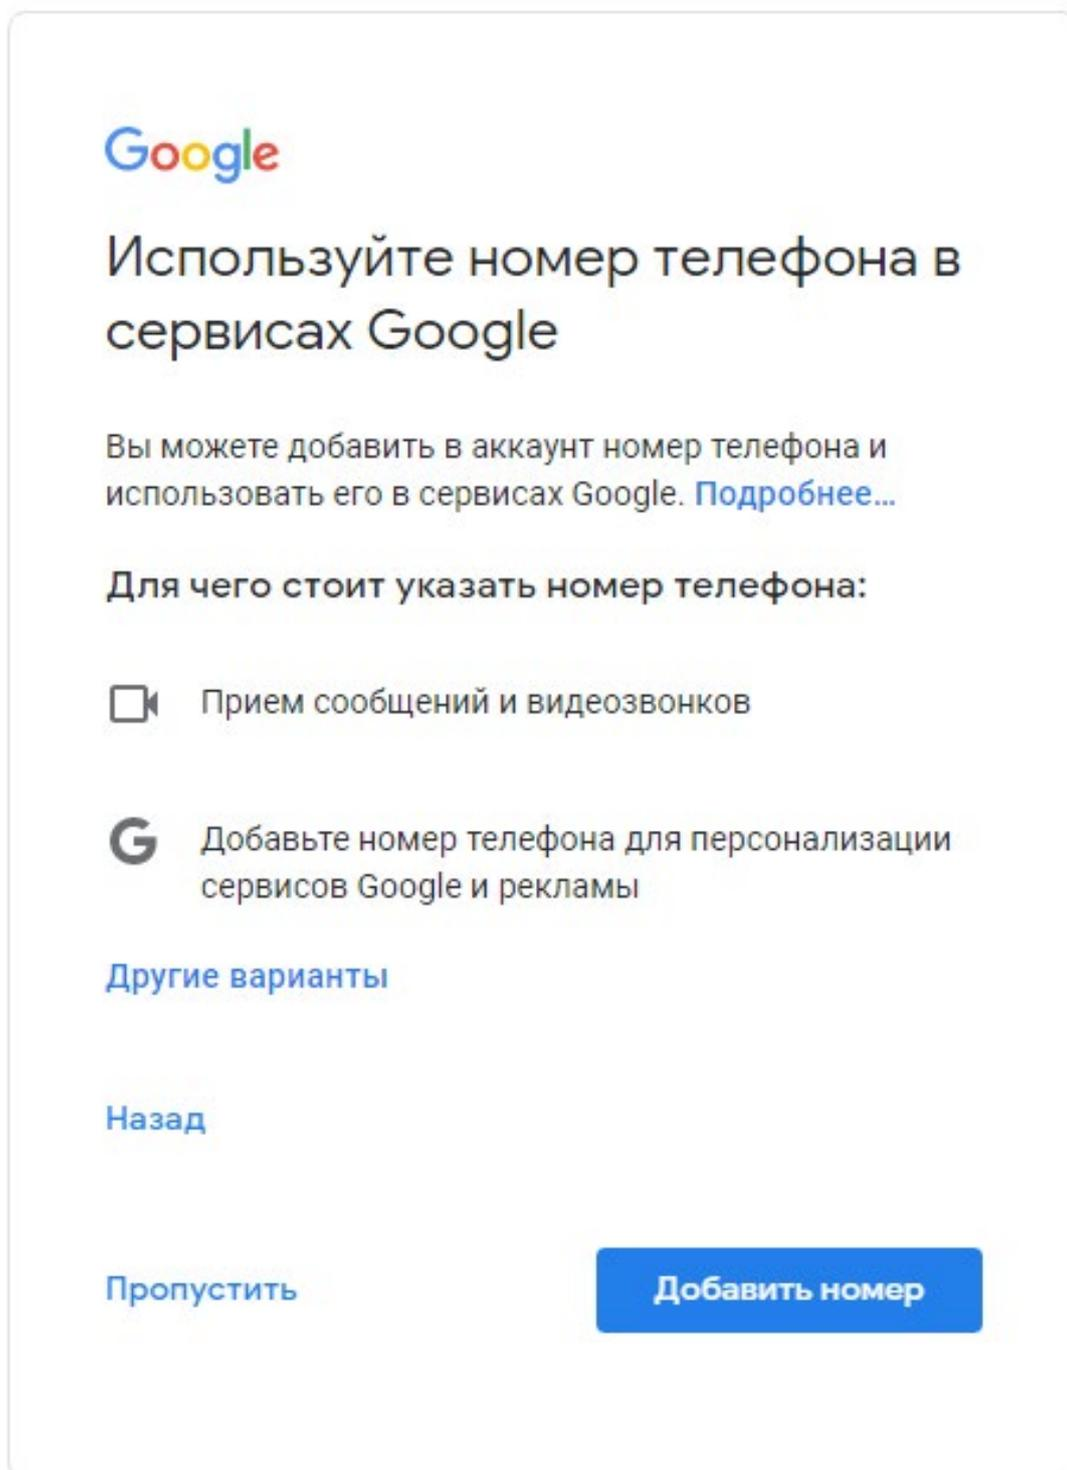 Google
Используйте номер телефона в
сервисах Google
Вы можете добавить в аккаунт номер телефона и
использовать его в сервисах Google. Подробнее...
Для чего стоит указать номер телефона:
Прием сообщений и видеозвонков
G Добавьте номер телефона для персонализации
сервисов Google и рекламы
Другие варианты
Назад
Пропустить Добавить номер